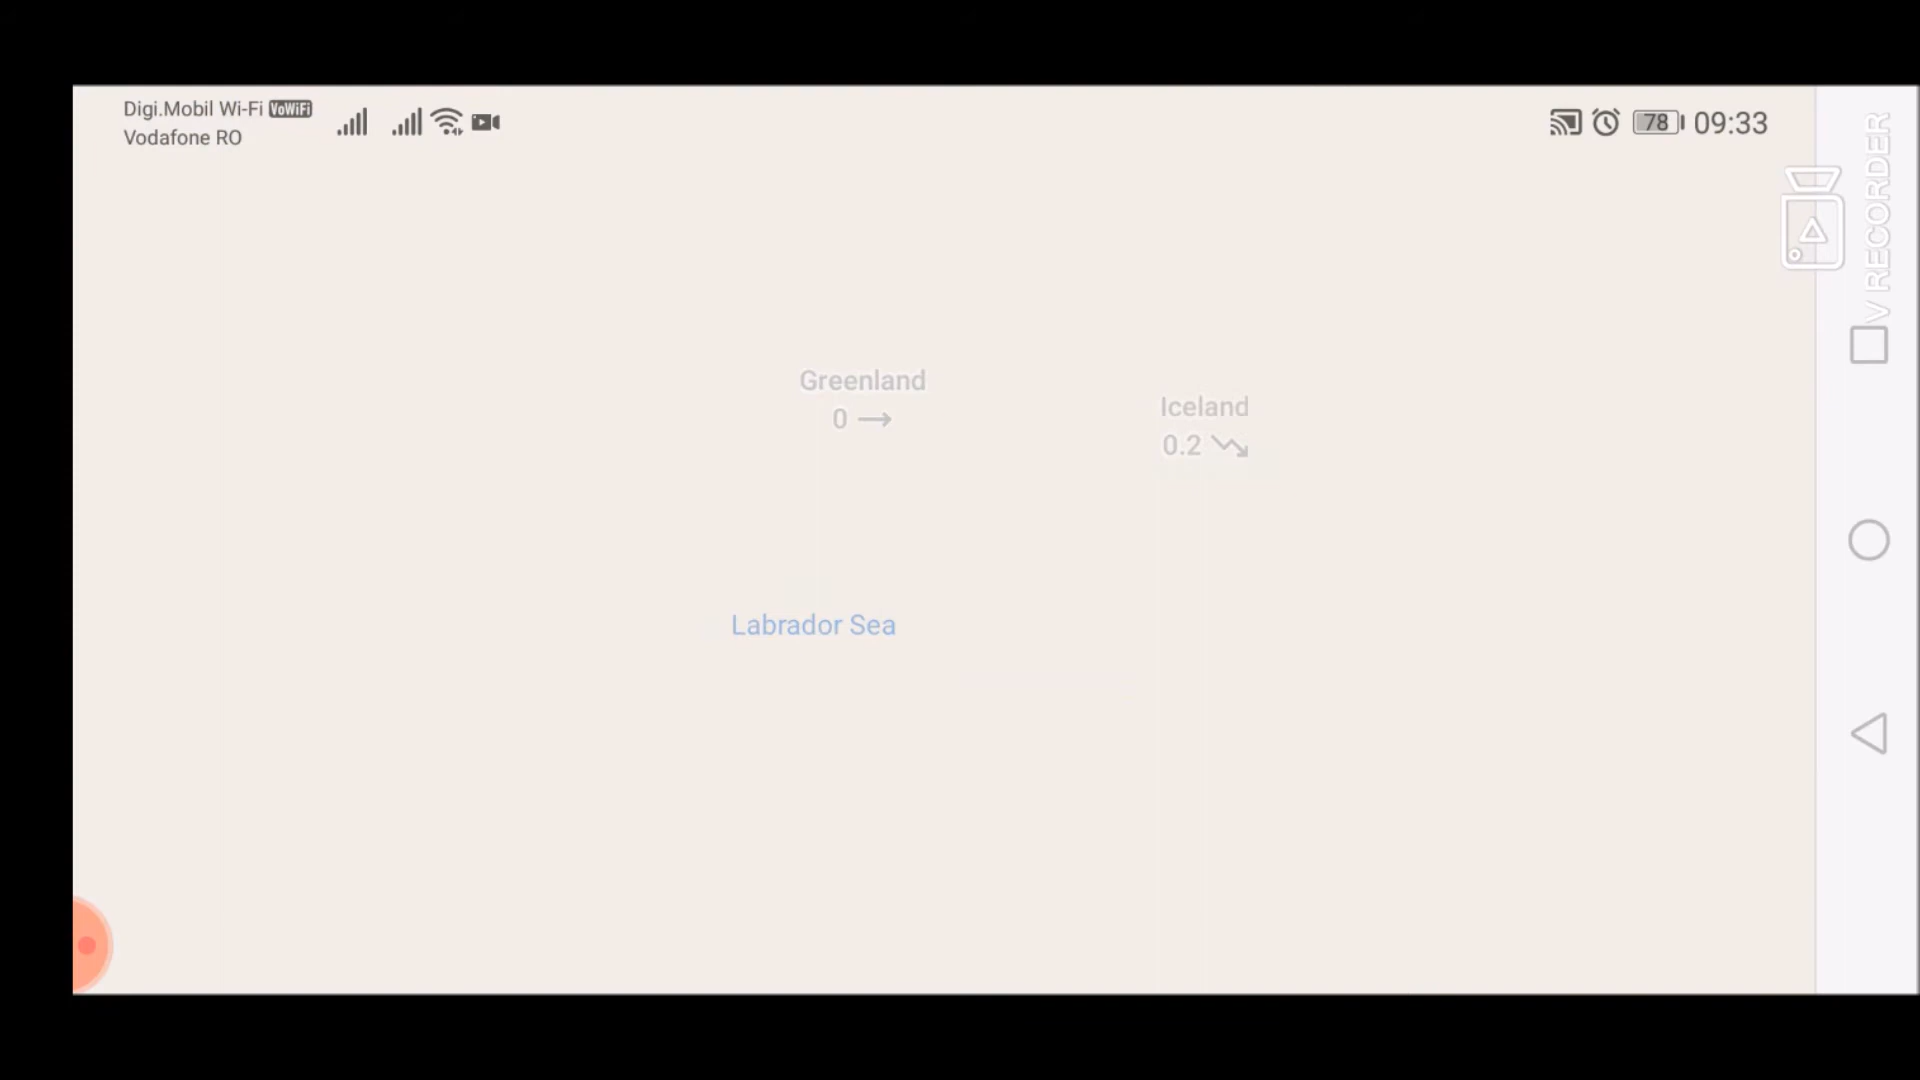 Digi.Mobil Wi-Fi VoWiFi
Vodafone RO
78 09:33
V RECORDER
Greenland
0
Iceland
0.2
Labrador Sea